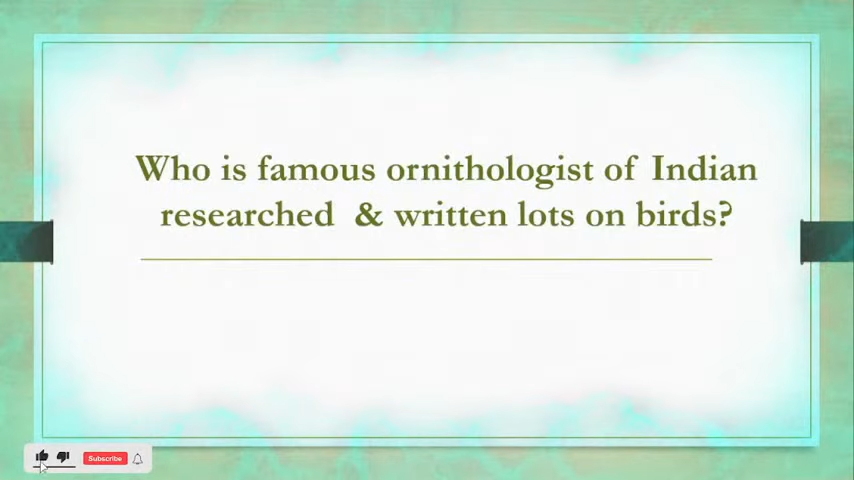 Who is famous ornithologist of Indian
researched & written lots on birds?
Subscribe